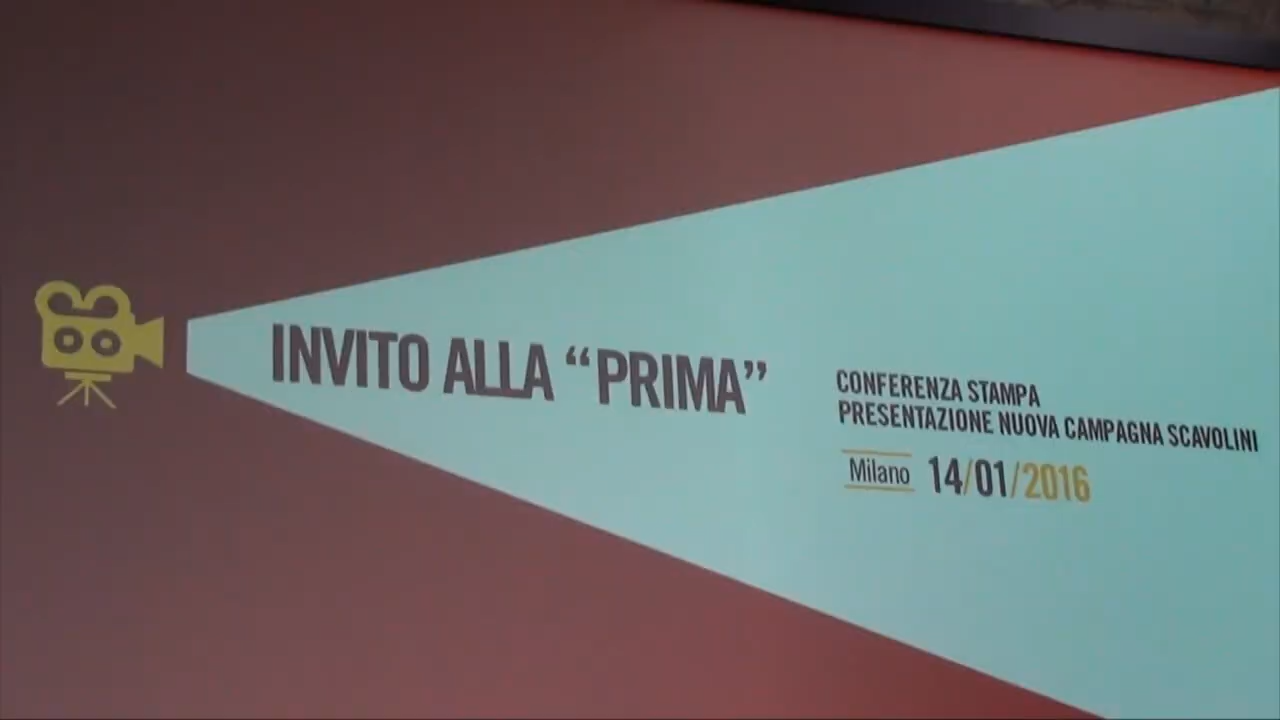 INVITO ALLA “PRIMA”
CONFERENZA STAMPA
PRESENTAZIONE NUOVA CAMPAGNA SCAVOLINI
Milano 14/01/2016